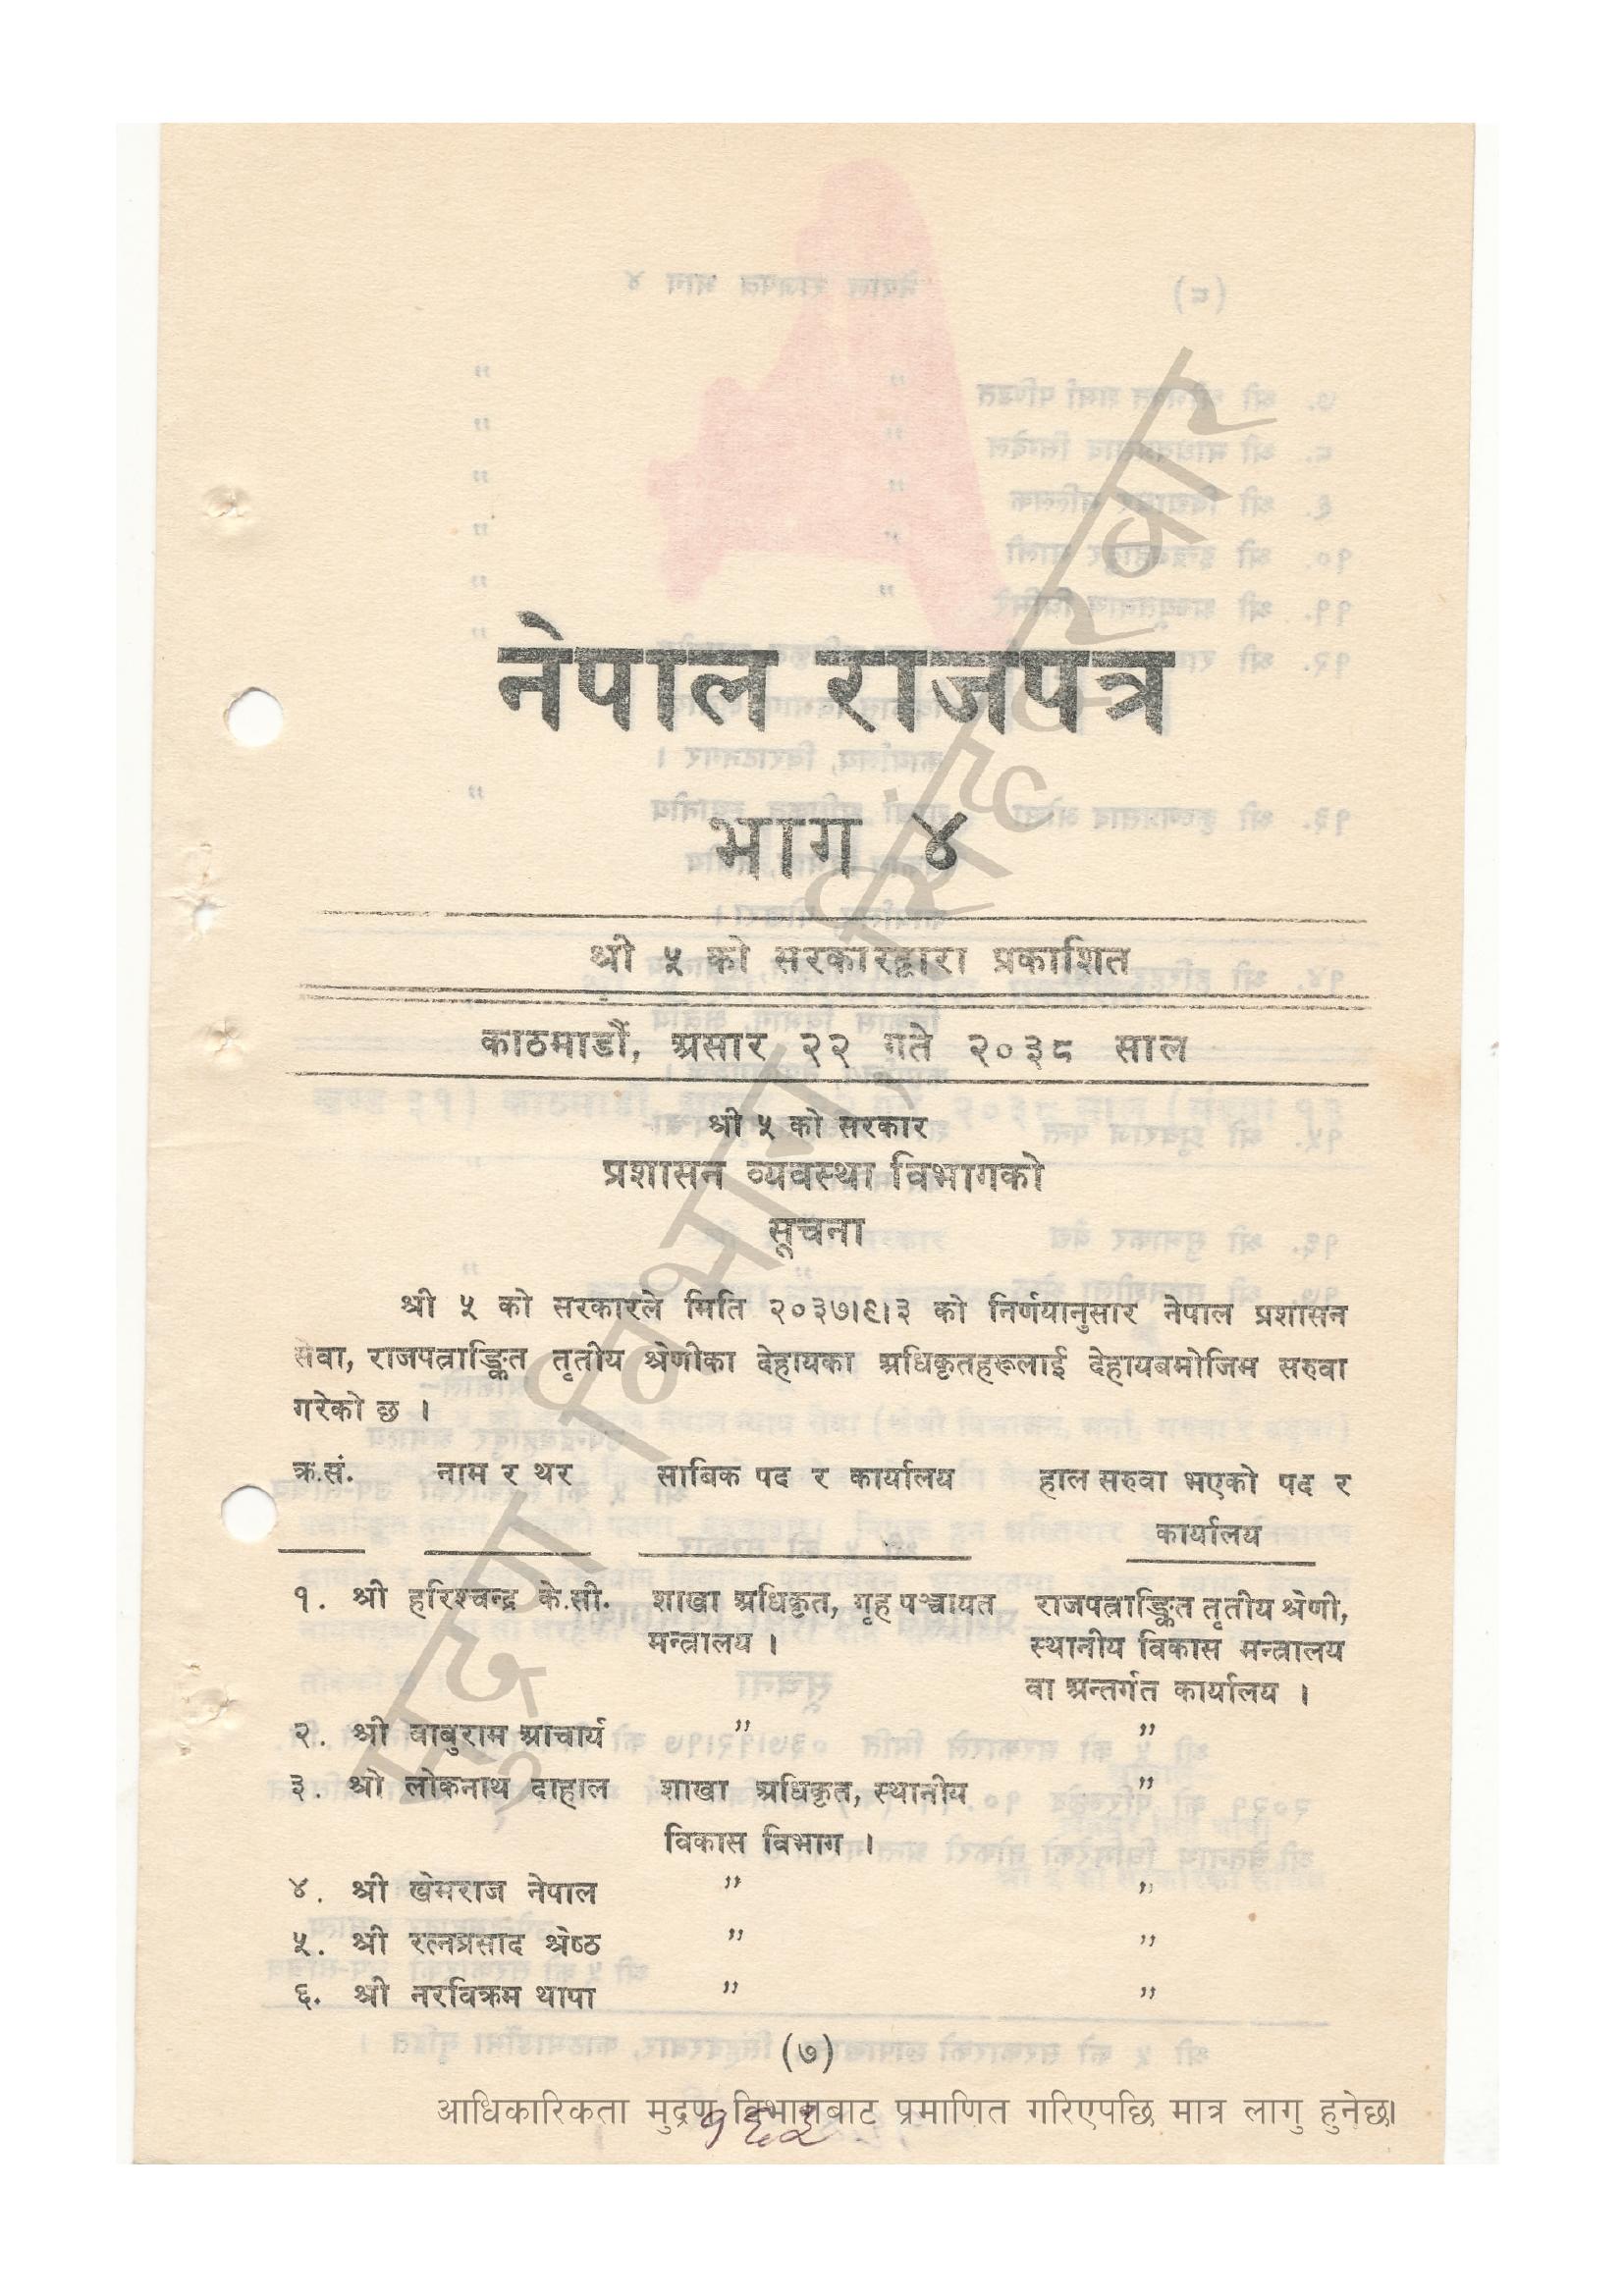 नेपाल राजपत्र
भाग ४
श्री ५ को सरकारद्वारा प्रकाशित
काठमाडौं, असार २२ गते २०३८ साल
श्री ५ को सरकार
प्रशासन व्यवस्था विभागको
सूचना
श्री ५ को सरकारले मिति २०३७।९।३ को निर्णयानुसार नेपाल प्रशासन
सेवा, राजपत्राङ्कित तृतीय श्रेणीका देहायका अधिकृतहरूलाई देहायबमोजिम सरुवा
गरेको छ ।
क्र.सं. नाम र थर साबिक पद र कार्यालय हाल सरुवा भएको पद र
कार्यालय
१. श्री हरिश्चन्द्र के.सी. शाखा अधिकृत, गृह पञ्चायत राजपत्राङ्कित तृतीय श्रेणी,
मन्त्रालय । स्थानीय विकास मन्त्रालय
वा अन्तर्गत कार्यालय ।
२. श्री बाबुराम आचार्य ” ”
३. श्री लोकनाथ दाहाल शाखा अधिकृत, स्थानीय ”
विकास विभाग ।
४. श्री खेमराज नेपाल ” ”
५. श्री रत्नप्रसाद श्रेष्ठ ” ”
६. श्री नरविक्रम थापा ” ”
(७)
आधिकारिकता मुद्रण विभागबाट प्रमाणित गरिएपछि मात्र लागु हुनेछ।
मुद्रण विभाग, सिंहदरबार